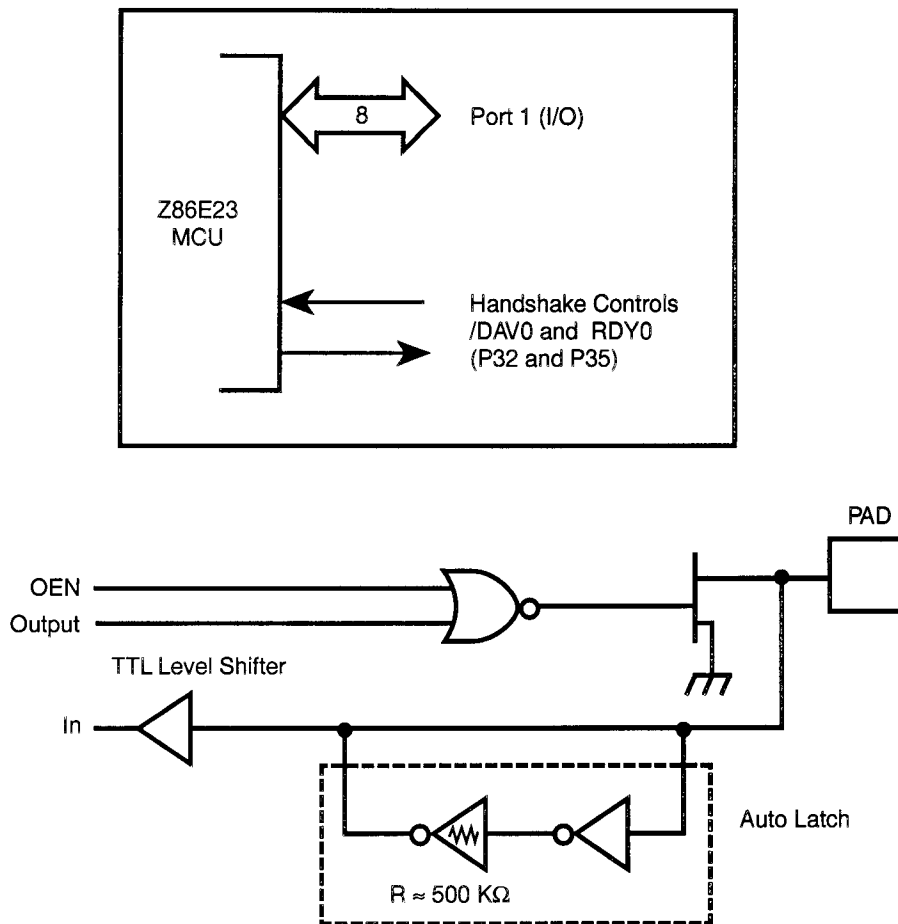 8
Port 1 (I/O)
Z86E23
MCU
Handshake Controls
/DAV0 and RDY0
(P32 and P35)
PAD
OEN
Output
TTL Level Shifter
In
Auto Latch
R ≈ 500 KΩ